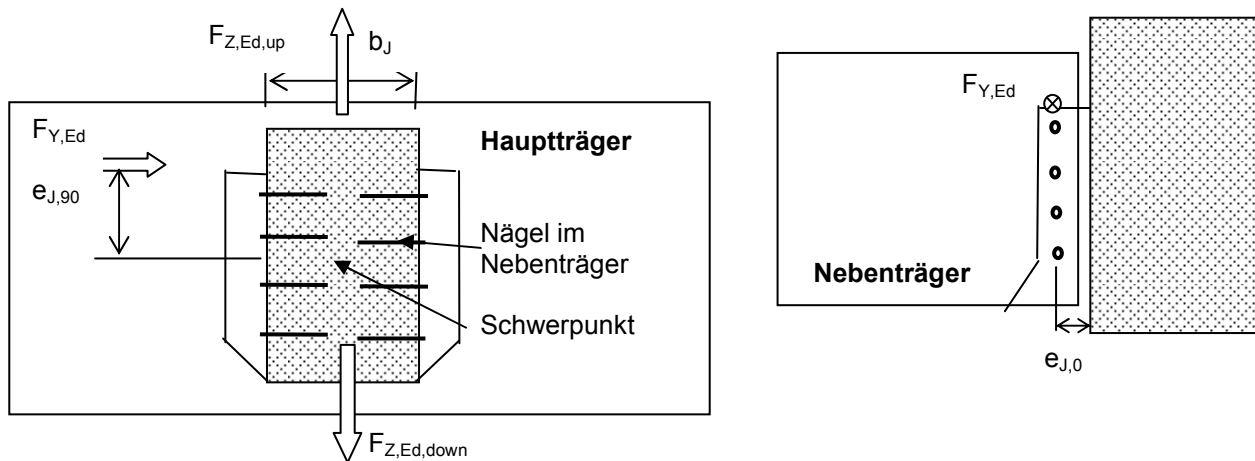 F_Z,Ed,up
b_J
F_Y,Ed
e_J,90
Hauptträger
Nägel im
Nebenträger
Schwerpunkt
F_Z,Ed,down
F_Y,Ed
Nebenträger
e_J,0